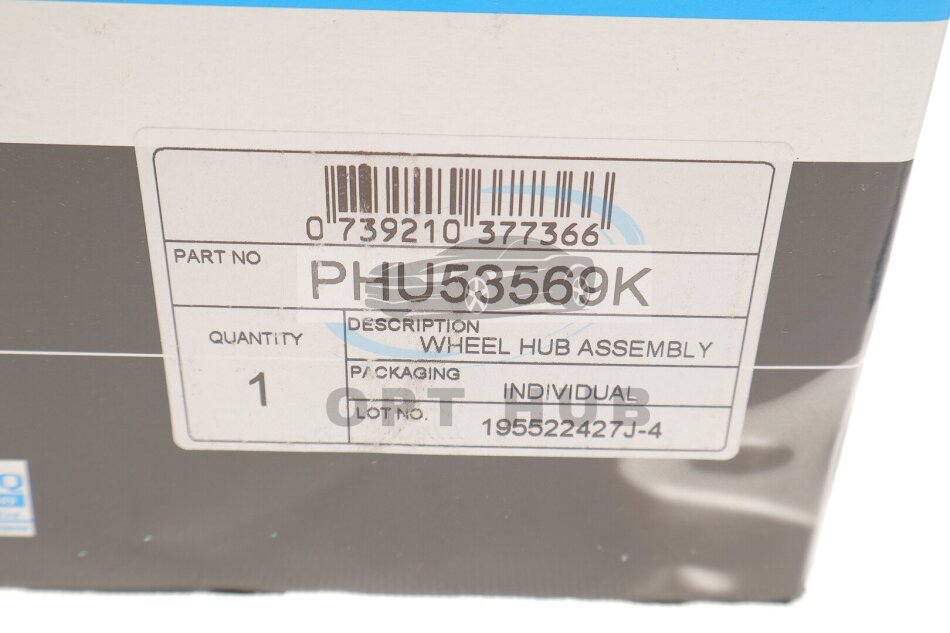 0 739210 377366
PART NO
PHU53569K
QUANTITY
1
DESCRIPTION
WHEEL HUB ASSEMBLY
PACKAGING
INDIVIDUAL
LOT NO.
195522427J-4
OPT HUB